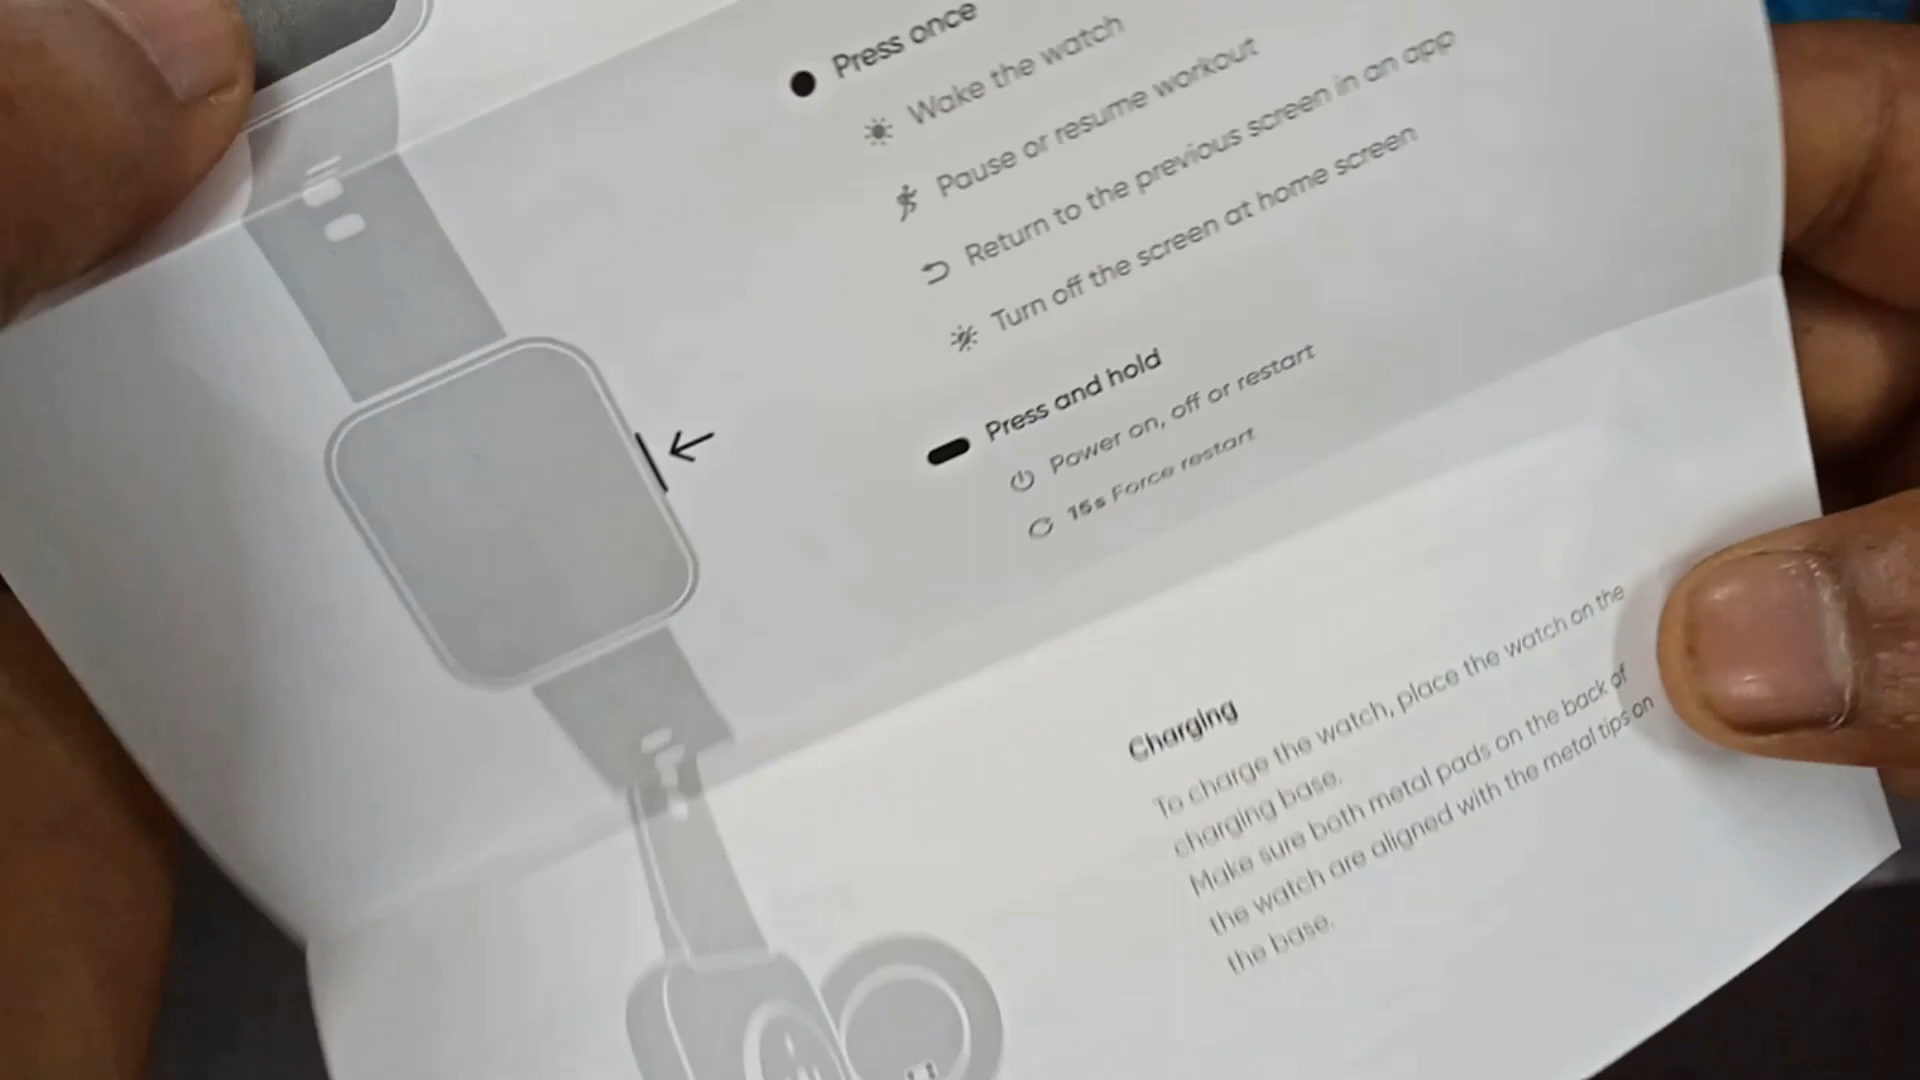 Press once
Wake the watch
Pause or resume workout
Return to the previous screen in an app
Turn off the screen at home screen
Press and hold
Power on, off or restart
15s Force restart
Charging
To charge the watch, place the watch on the
charging base.
Make sure both metal pads on the back of
the watch are aligned with the metal tips on
the base.